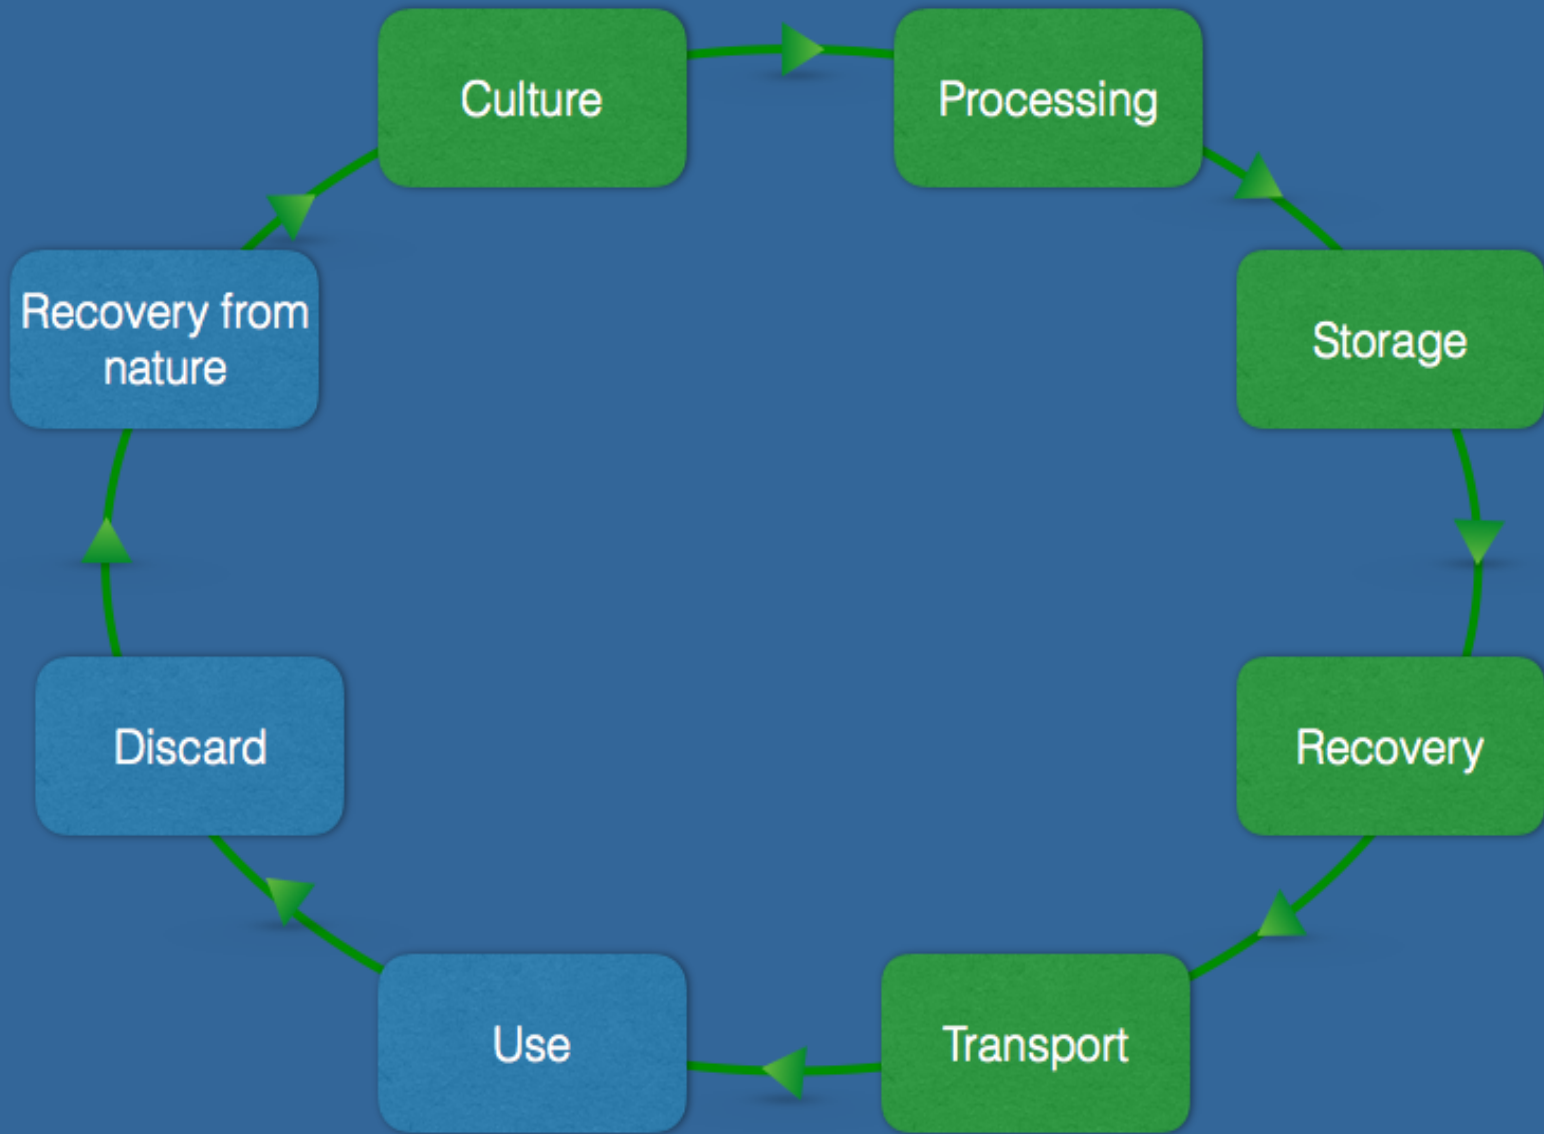 Culture
Processing
Storage
Recovery
Transport
Use
Discard
Recovery from
nature